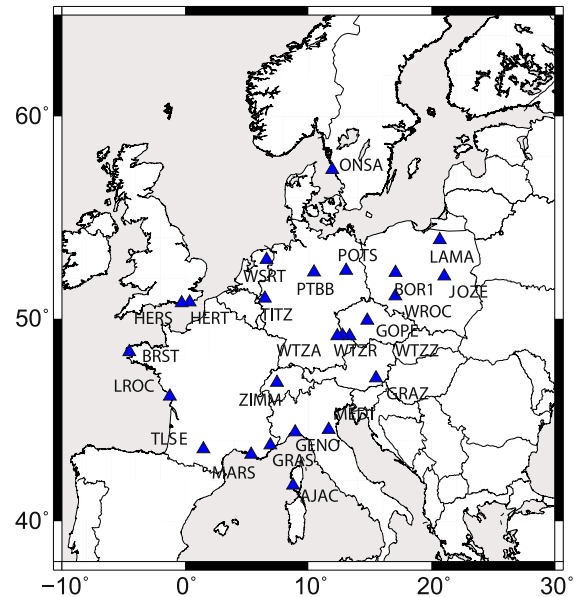 60°
ONSA
POTS
LAMA
WSRT
PTBB
BOR1
JOZE
HERS
HERT
TITZ
WROC
50°
GOPE
BRST
WTZA
WTZR
WTZZ
LROC
ZIMM
GRAZ
MEDI
TLSE
GENO
MARS
GRAS
AJAC
40°
−10°
0°
10°
20°
30°